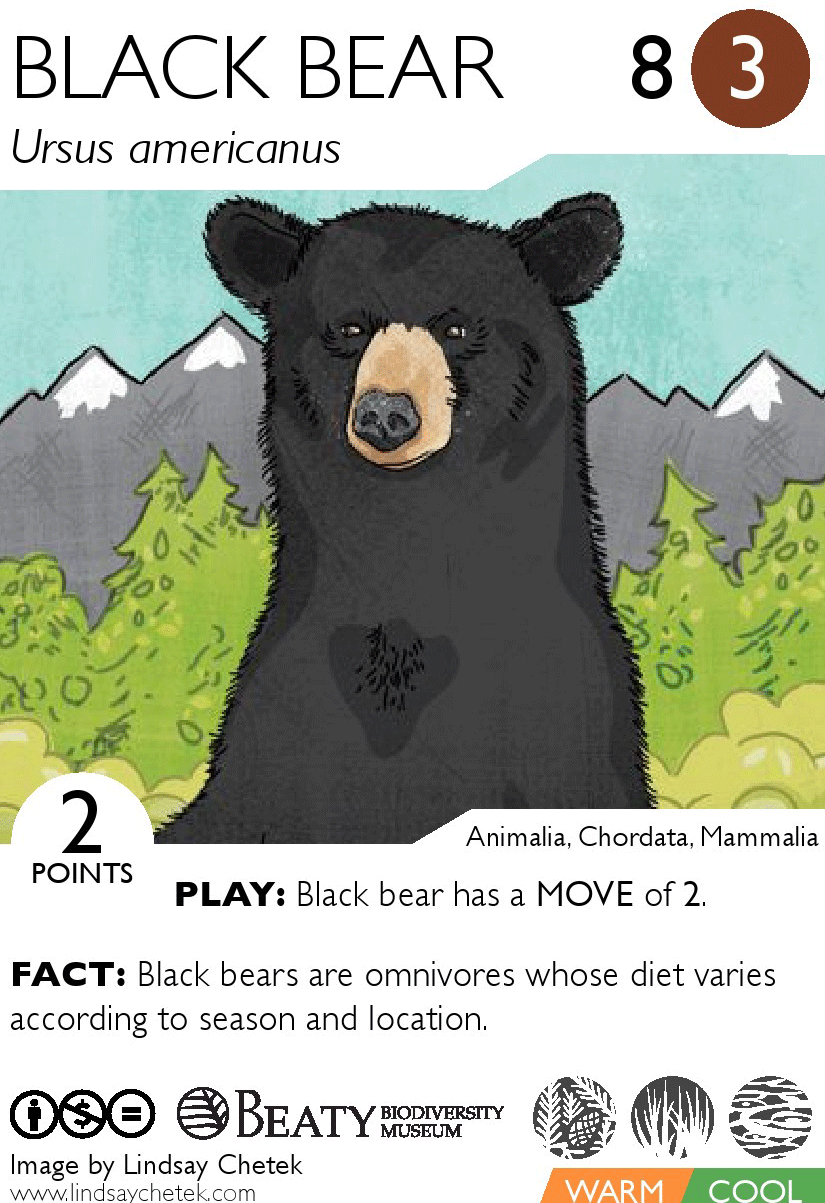 BLACK BEAR 8 3
Ursus americanus
2
POINTS
Animalia, Chordata, Mammalia
PLAY: Black bear has a MOVE of 2.
FACT: Black bears are omnivores whose diet varies
according to season and location.
BEATY BIODIVERSITY
MUSEUM
Image by Lindsay Chetek
www.lindsaychetek.com
WARM COOL